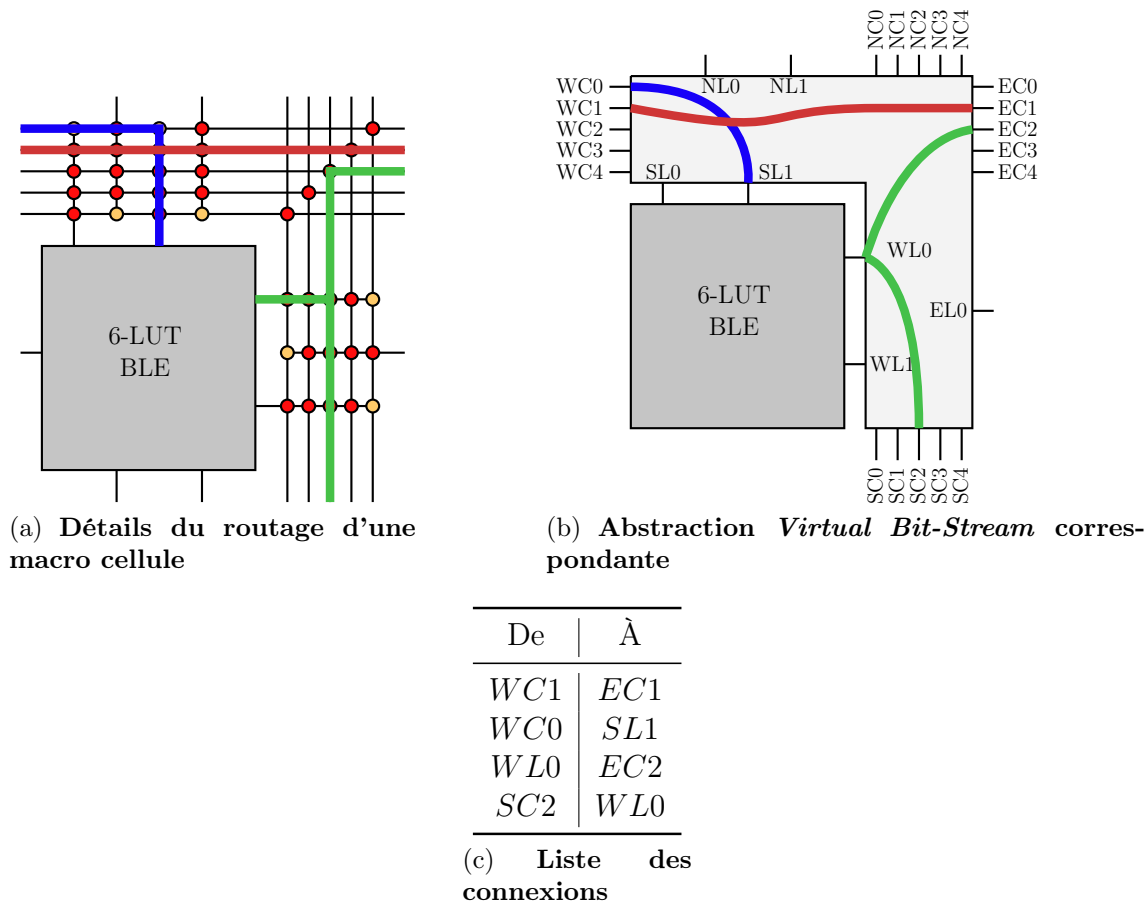 6-LUT
BLE
(a) Détails du routage d'une
macro cellule
NC0
NC1
NC2
NC3
NC4
WC0
WC1
WC2
WC3
WC4
NL0
NL1
EC0
EC1
EC2
EC3
EC4
SL0
SL1
6-LUT
BLE
WL0
EL0
WL1
SC0
SC1
SC2
SC3
SC4
(b) Abstraction Virtual Bit-Stream corres-
pondante
De À
WC1 EC1
WC0 SL1
WL0 EC2
SC2 WL0
(c) Liste des
connexions